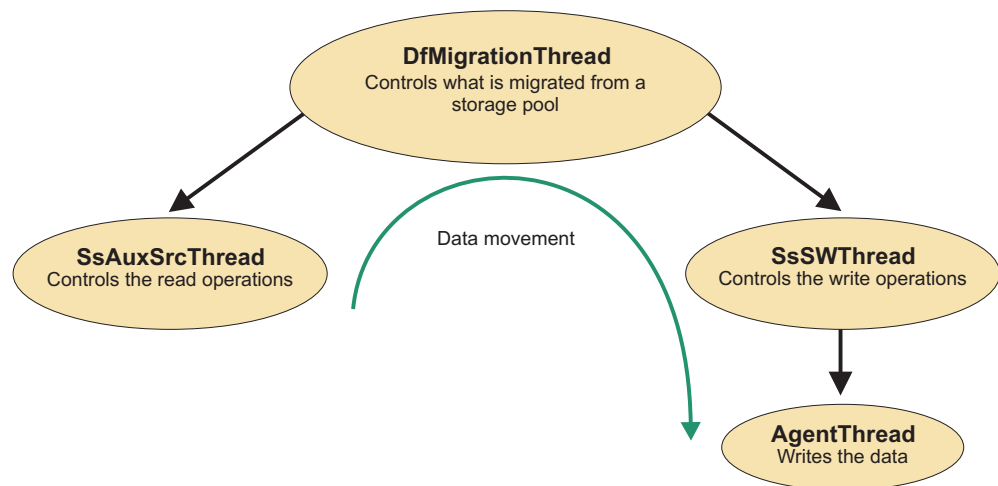 DfMigrationThread
Controls what is migrated from a
storage pool
SsAuxSrcThread
Controls the read operations
Data movement
SsSWThread
Controls the write operations
AgentThread
Writes the data